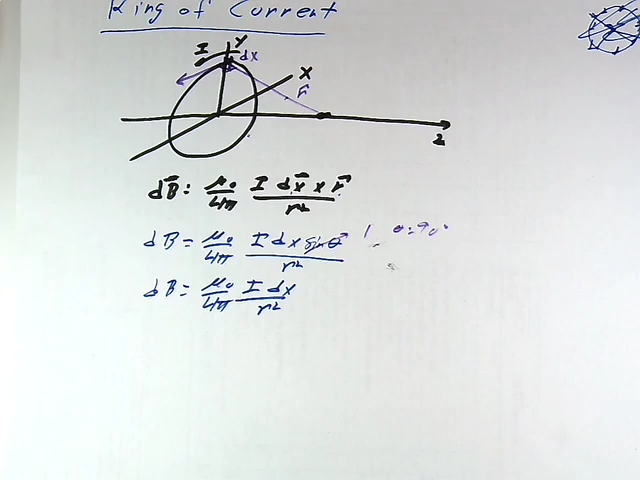 Ring of Current
I
Y
dx
X
r⃗
Z
dB⃗ = μ₀/4π I dx⃗ × r⃗/r²
dB = μ₀/4π I dx sin θ/r² 1 θ=90°
dB = μ₀/4π I dx/r²